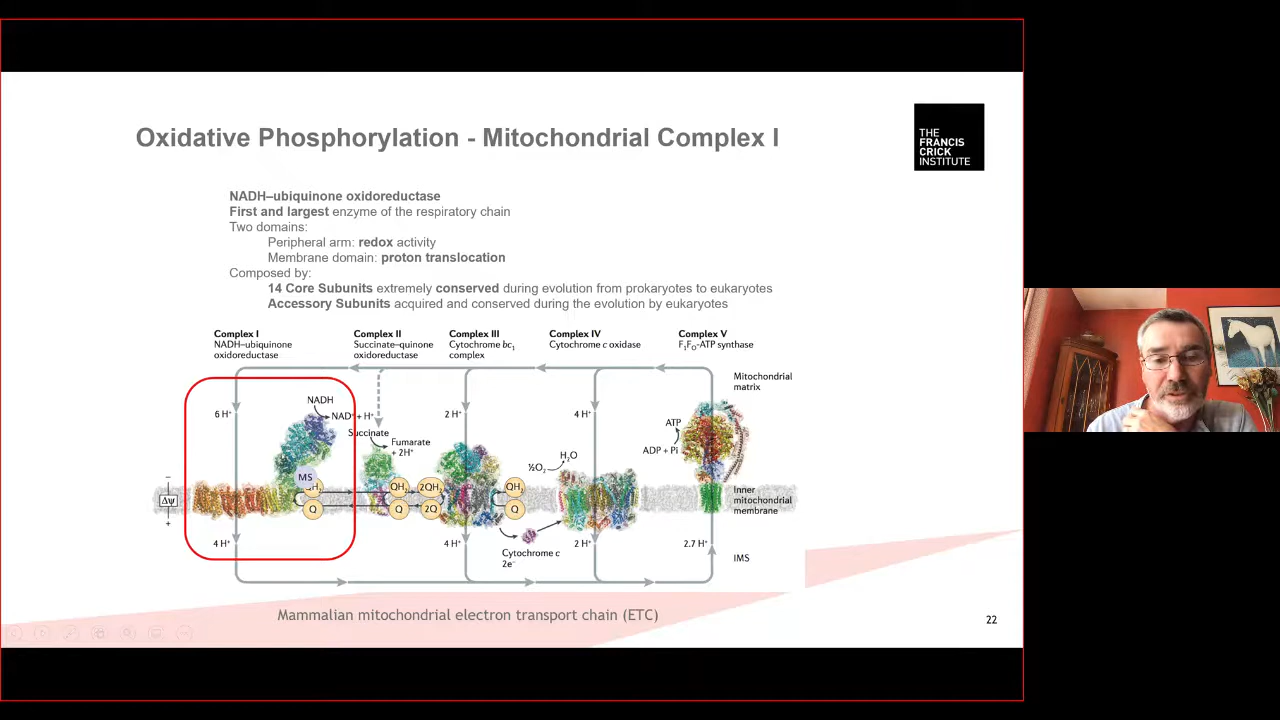 Oxidative Phosphorylation - Mitochondrial Complex I
THE
FRANCIS
CRICK
INSTITUTE
NADH–ubiquinone oxidoreductase
First and largest enzyme of the respiratory chain
Two domains:
Peripheral arm: redox activity
Membrane domain: proton translocation
Composed by:
14 Core Subunits extremely conserved during evolution from prokaryotes to eukaryotes
Accessory Subunits acquired and conserved during the evolution by eukaryotes
Complex I
NADH–ubiquinone
oxidoreductase
Complex II
Succinate–quinone
oxidoreductase
Complex III
Cytochrome bc₁
complex
Complex IV
Cytochrome c oxidase
Complex V
F₁F₀-ATP synthase
Mitochondrial
matrix
NADH
NAD⁺ + H⁺
6 H⁺
2 H⁺
4 H⁺
Succinate
Fumarate
+ 2H⁺
ATP
ADP + Pi
H₂O
½O₂
MS
QH₂
Q
QH₂
Q
2QH₂
2Q
QH₂
Q
−
Δψ
+
Inner
mitochondrial
membrane
4 H⁺
4 H⁺
Cytochrome c
2e⁻
2 H⁺
2.7 H⁺
IMS
Mammalian mitochondrial electron transport chain (ETC)
22